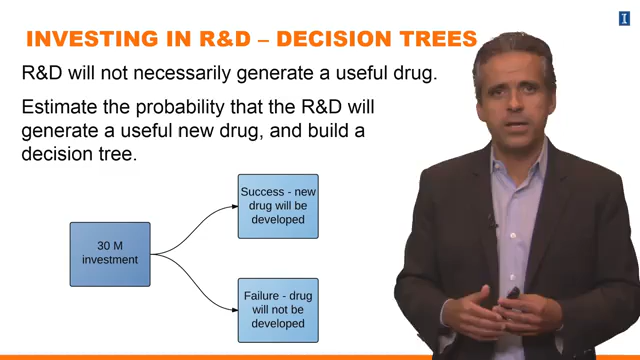 INVESTING IN R&D – DECISION TREES
R&D will not necessarily generate a useful drug.
Estimate the probability that the R&D will
generate a useful new drug, and build a
decision tree.
30 M
investment
Success - new
drug will be
developed
Failure - drug
will not be
developed
I